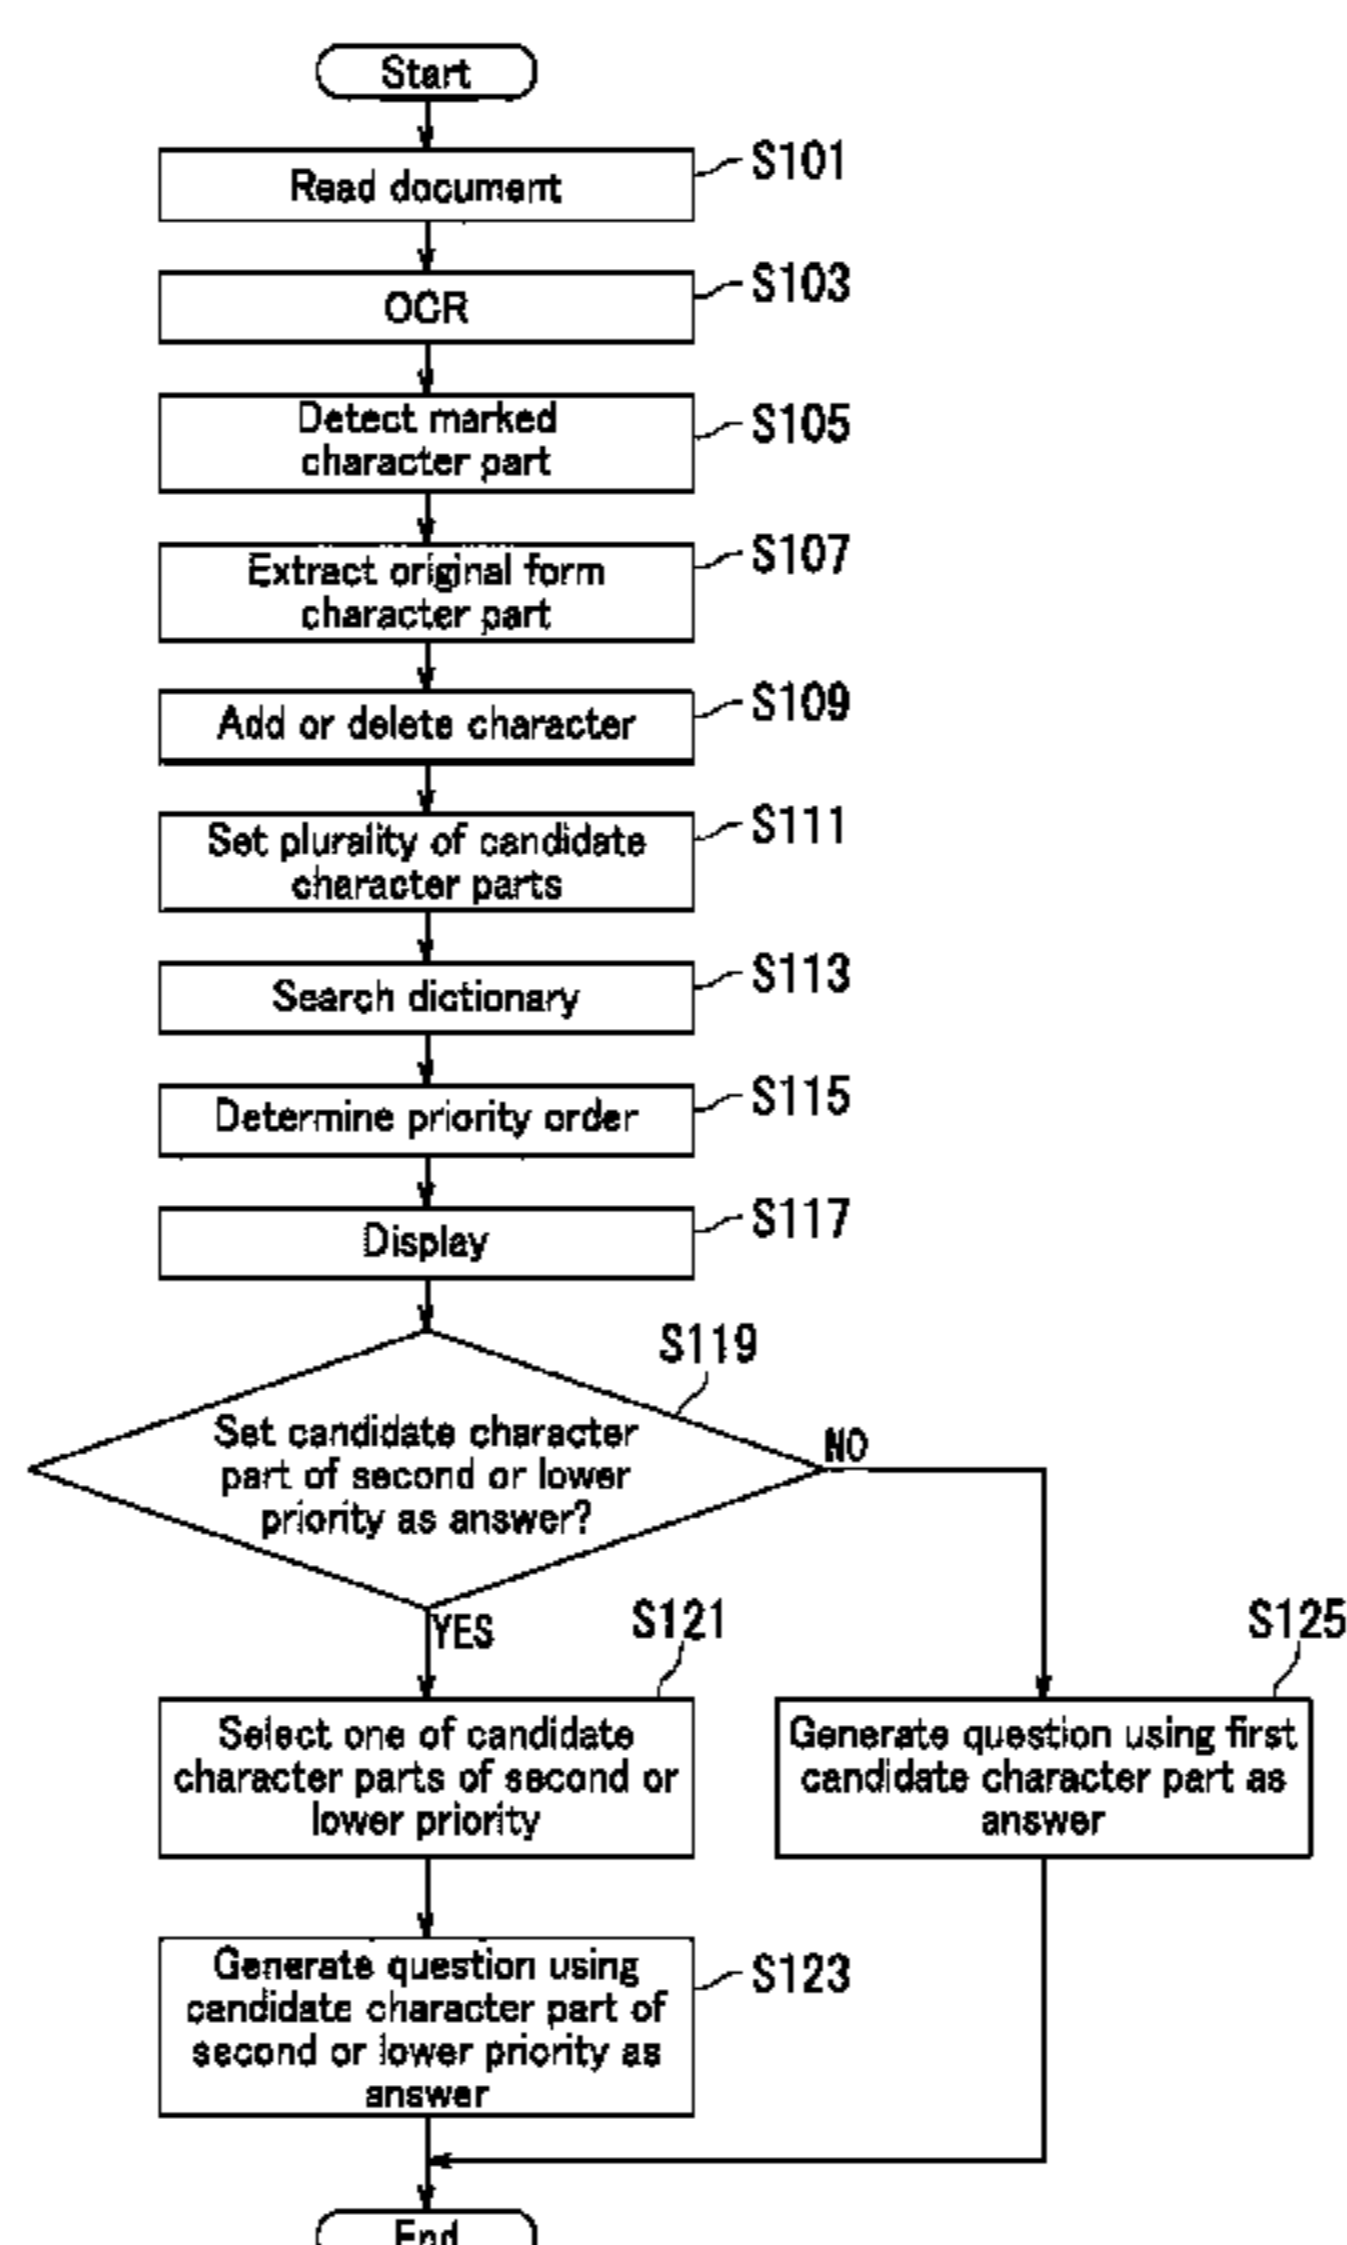 Start
Read document
S101
OCR
S103
Detect marked
character part
S105
Extract original form
character part
S107
Add or delete character
S109
Set plurality of candidate
character parts
S111
Search dictionary
S113
Determine priority order
S115
Display
S117
S119
Set candidate character
part of second or lower
priority as answer?
NO
YES
S121
Select one of candidate
character parts of second or
lower priority
S125
Generate question using first
candidate character part as
answer
Generate question using
candidate character part of
second or lower priority as
answer
S123
End